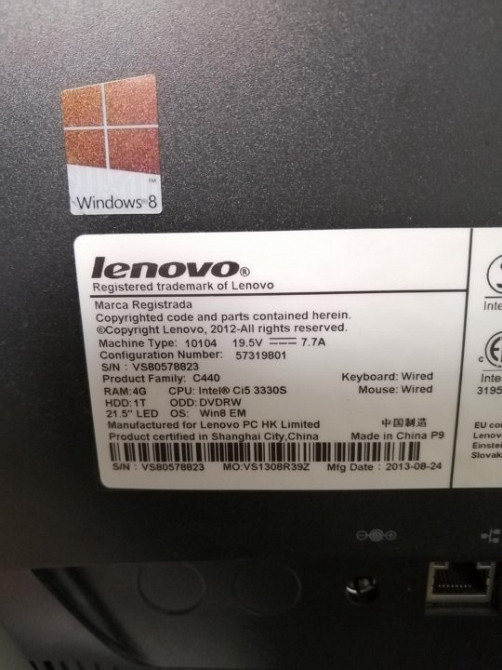 Windows 8
lenovo®
Registered trademark of Lenovo
Marca Registrada
Copyrighted code and parts contained herein.
©Copyright Lenovo, 2012-All rights reserved.
Machine Type: 10104 19.5V 7.7A
Configuration Number: 57319801
S/N : VS80578823
Product Family: C440 Keyboard: Wired
RAM:4G CPU: Intel® Ci5 3330S Mouse: Wired
HDD:1T ODD:DVDRW
21.5" LED OS: Win8 EM
Manufactured for Lenovo PC HK Limited 中国制造
Product certified in Shanghai City,China Made in China P9
S/N : VS80578823 MO:VS1308R39Z Mfg Date : 2013-08-24
Inte
Inte
3195
EU co
Lenov
Einste
Slovak